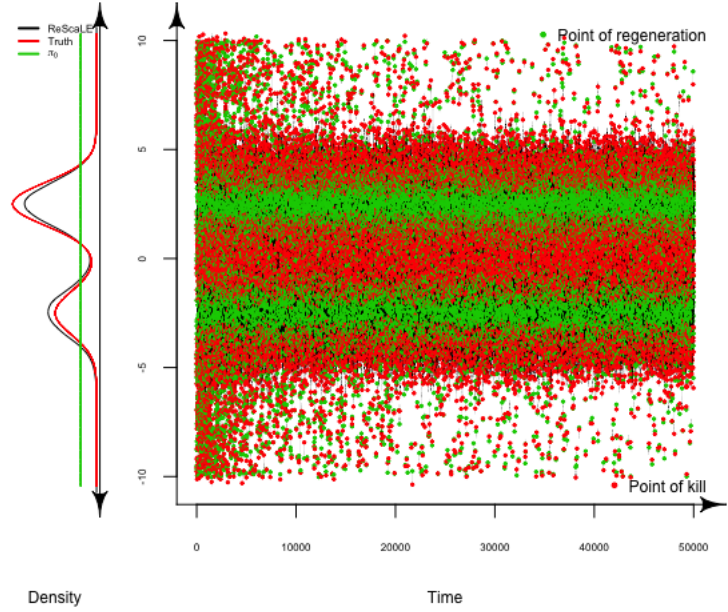 ReScaLE
Truth
π₀
Point of regeneration
Point of kill
10
5
0
-5
-10
0
10000
20000
30000
40000
50000
Density
Time